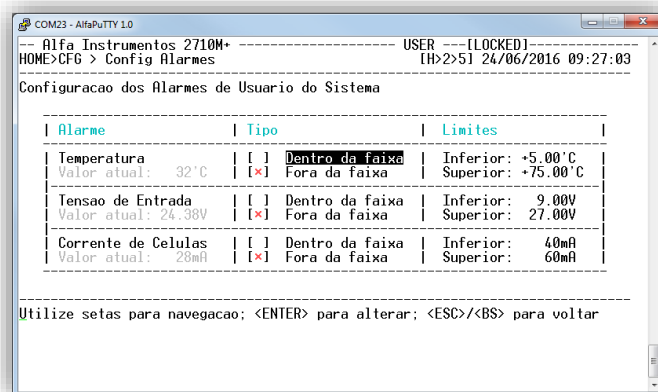 COM23 - AlfaPuTTY 1.0
-- Alfa Instrumentos 2710M+ ------------------- USER ---[LOCKED]-------------
HOME>CFG > Config Alarmes [H>2>5] 24/06/2016 09:27:03
Configuracao dos Alarmes de Usuario do Sistema
| Alarme | Tipo | Limites |
| Temperatura | [ ] Dentro da faixa | Inferior: +5.00'C |
| Valor atual: 32'C | [×] Fora da faixa | Superior: +75.00'C |
| Tensao de Entrada | [ ] Dentro da faixa | Inferior: 9.00V |
| Valor atual: 24.38V | [×] Fora da faixa | Superior: 27.00V |
| Corrente de Celulas | [ ] Dentro da faixa | Inferior: 40mA |
| Valor atual: 28mA | [×] Fora da faixa | Superior: 60mA |
Utilize setas para navegacao; <ENTER> para alterar; <ESC>/<BS> para voltar